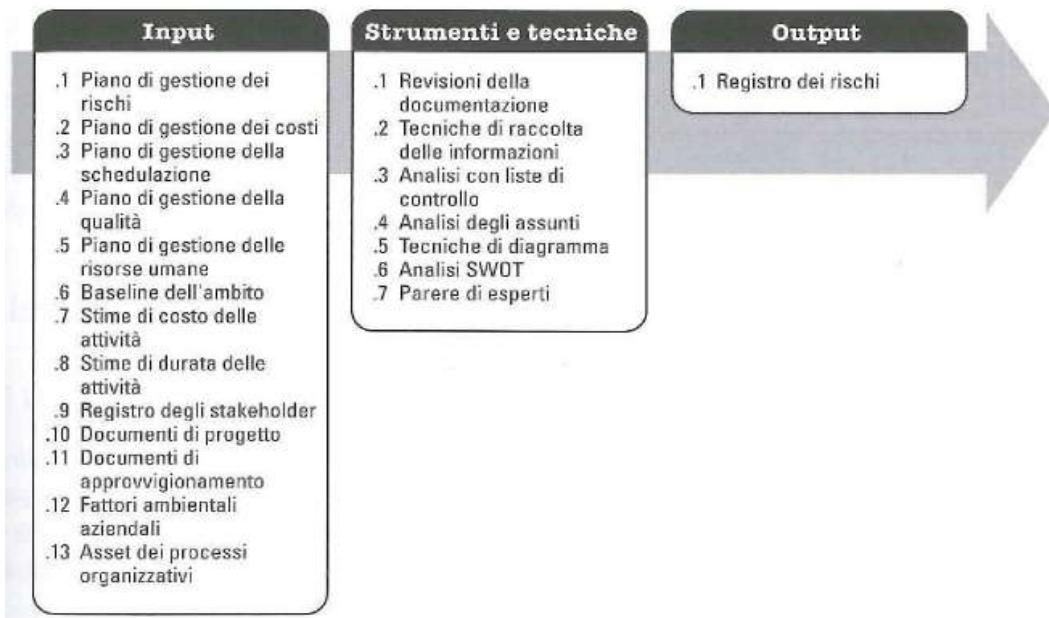 Input
.1 Piano di gestione dei
rischi
.2 Piano di gestione dei costi
.3 Piano di gestione della
schedulazione
.4 Piano di gestione della
qualità
.5 Piano di gestione delle
risorse umane
.6 Baseline dell'ambito
.7 Stime di costo delle
attività
.8 Stime di durata delle
attività
.9 Registro degli stakeholder
.10 Documenti di progetto
.11 Documenti di
approvvigionamento
.12 Fattori ambientali
aziendali
.13 Asset dei processi
organizzativi
Strumenti e tecniche
.1 Revisioni della
documentazione
.2 Tecniche di raccolta
delle informazioni
.3 Analisi con liste di
controllo
.4 Analisi degli assunti
.5 Tecniche di diagramma
.6 Analisi SWOT
.7 Parere di esperti
Output
.1 Registro dei rischi